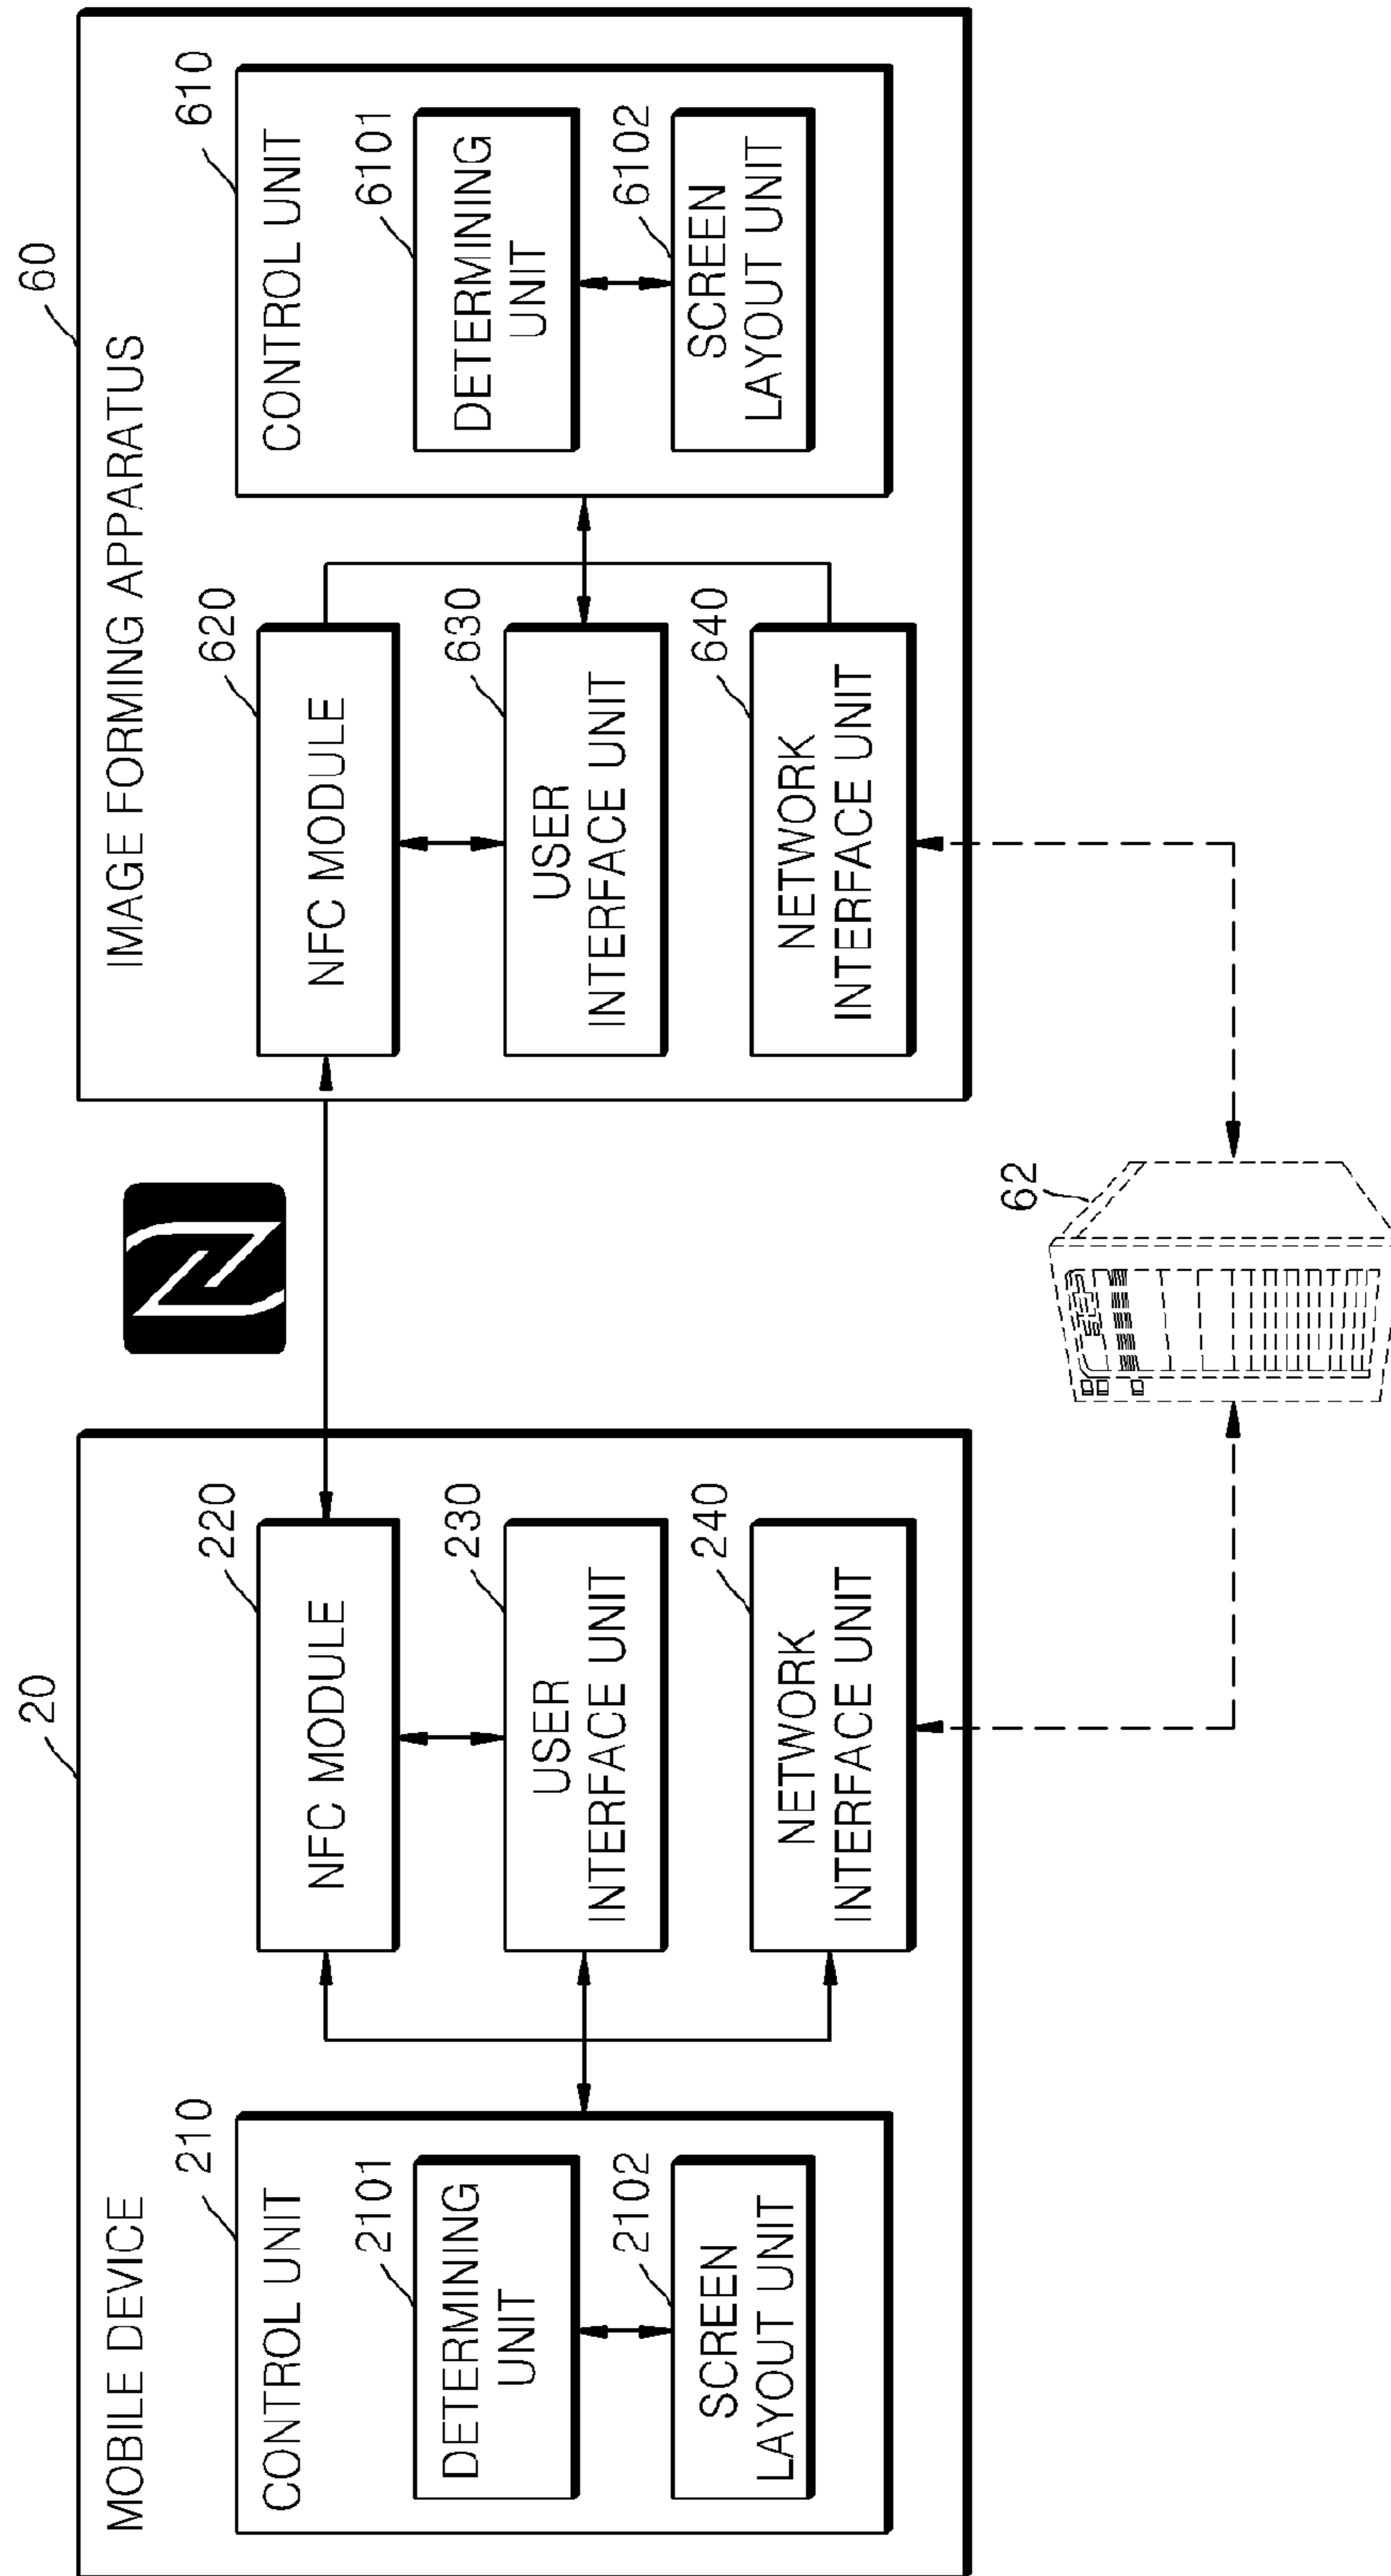 20
MOBILE DEVICE
210
CONTROL UNIT
2101
DETERMINING
UNIT
2102
SCREEN
LAYOUT UNIT
220
NFC MODULE
230
USER
INTERFACE UNIT
240
NETWORK
INTERFACE UNIT
60
IMAGE FORMING APPARATUS
620
NFC MODULE
630
USER
INTERFACE UNIT
640
NETWORK
INTERFACE UNIT
610
CONTROL UNIT
6101
DETERMINING
UNIT
6102
SCREEN
LAYOUT UNIT
62